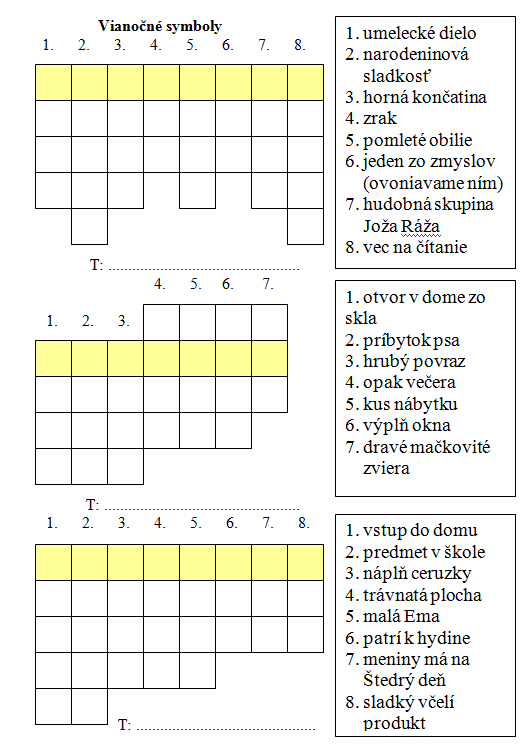 Vianočné symboly
1. 2. 3. 4. 5. 6. 7. 8.
T: ...................................................
1. umelecké dielo
2. narodeninová
sladkosť
3. horná končatina
4. zrak
5. pomleté obilie
6. jeden zo zmyslov
(ovoniavame ním)
7. hudobná skupina
Joža Ráža
8. vec na čítanie
4. 5. 6. 7.
1. 2. 3.
T: ...................................................
1. otvor v dome zo
skla
2. príbytok psa
3. hrubý povraz
4. opak večera
5. kus nábytku
6. výplň okna
7. dravé mačkovité
zviera
1. 2. 3. 4. 5. 6. 7. 8.
T: ...............................................
1. vstup do domu
2. predmet v škole
3. náplň ceruzky
4. trávnatá plocha
5. malá Ema
6. patrí k hydine
7. meniny má na
Štedrý deň
8. sladký včelí
produkt